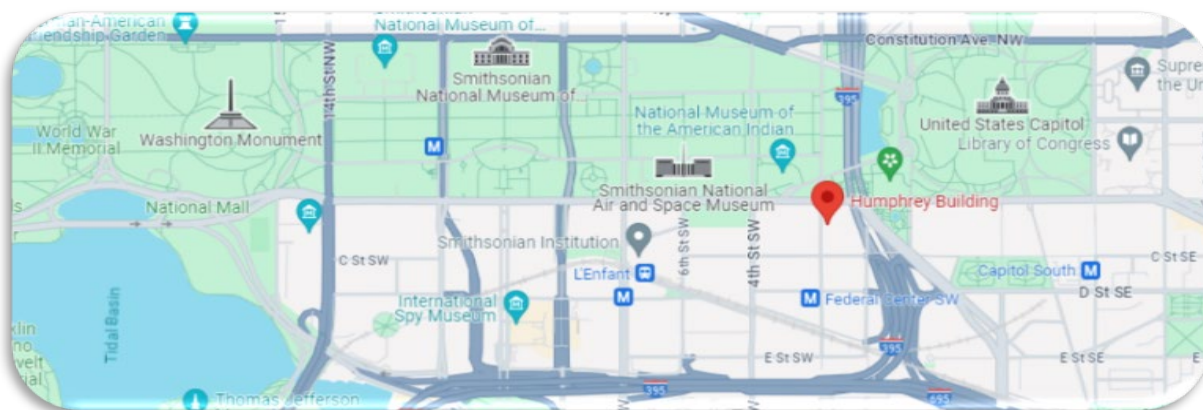 National Museum of...
Constitution Ave. NW
Smithsonian
National Museum of...
14th St NW
395
National Museum of
the American Indian
United States Capitol
Library of Congress
World War
II Memorial
Washington Monument
M
Smithsonian National
Air and Space Museum
Humphrey Building
National Mall
Smithsonian Institution
6th St SW
4th St SW
C St SW
L'Enfant
M
M Federal Center SW
Capitol South M
C St SE
D St SE
International
Spy Museum
Tidal Basin
E St SW
395
E St SE
395
695
Thomas Jefferson